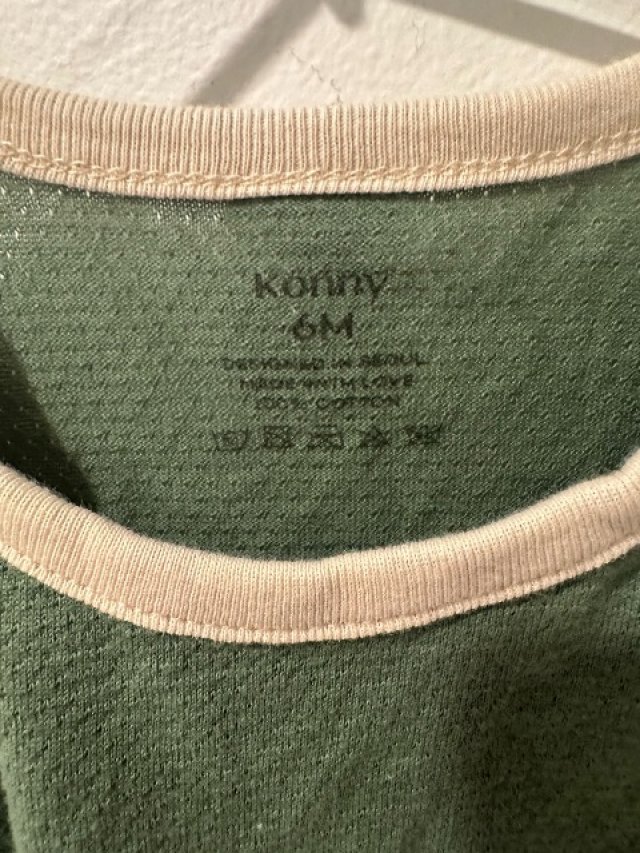 Konny
6M
DESIGNED IN SEOUL
MADE WITH LOVE
100% COTTON